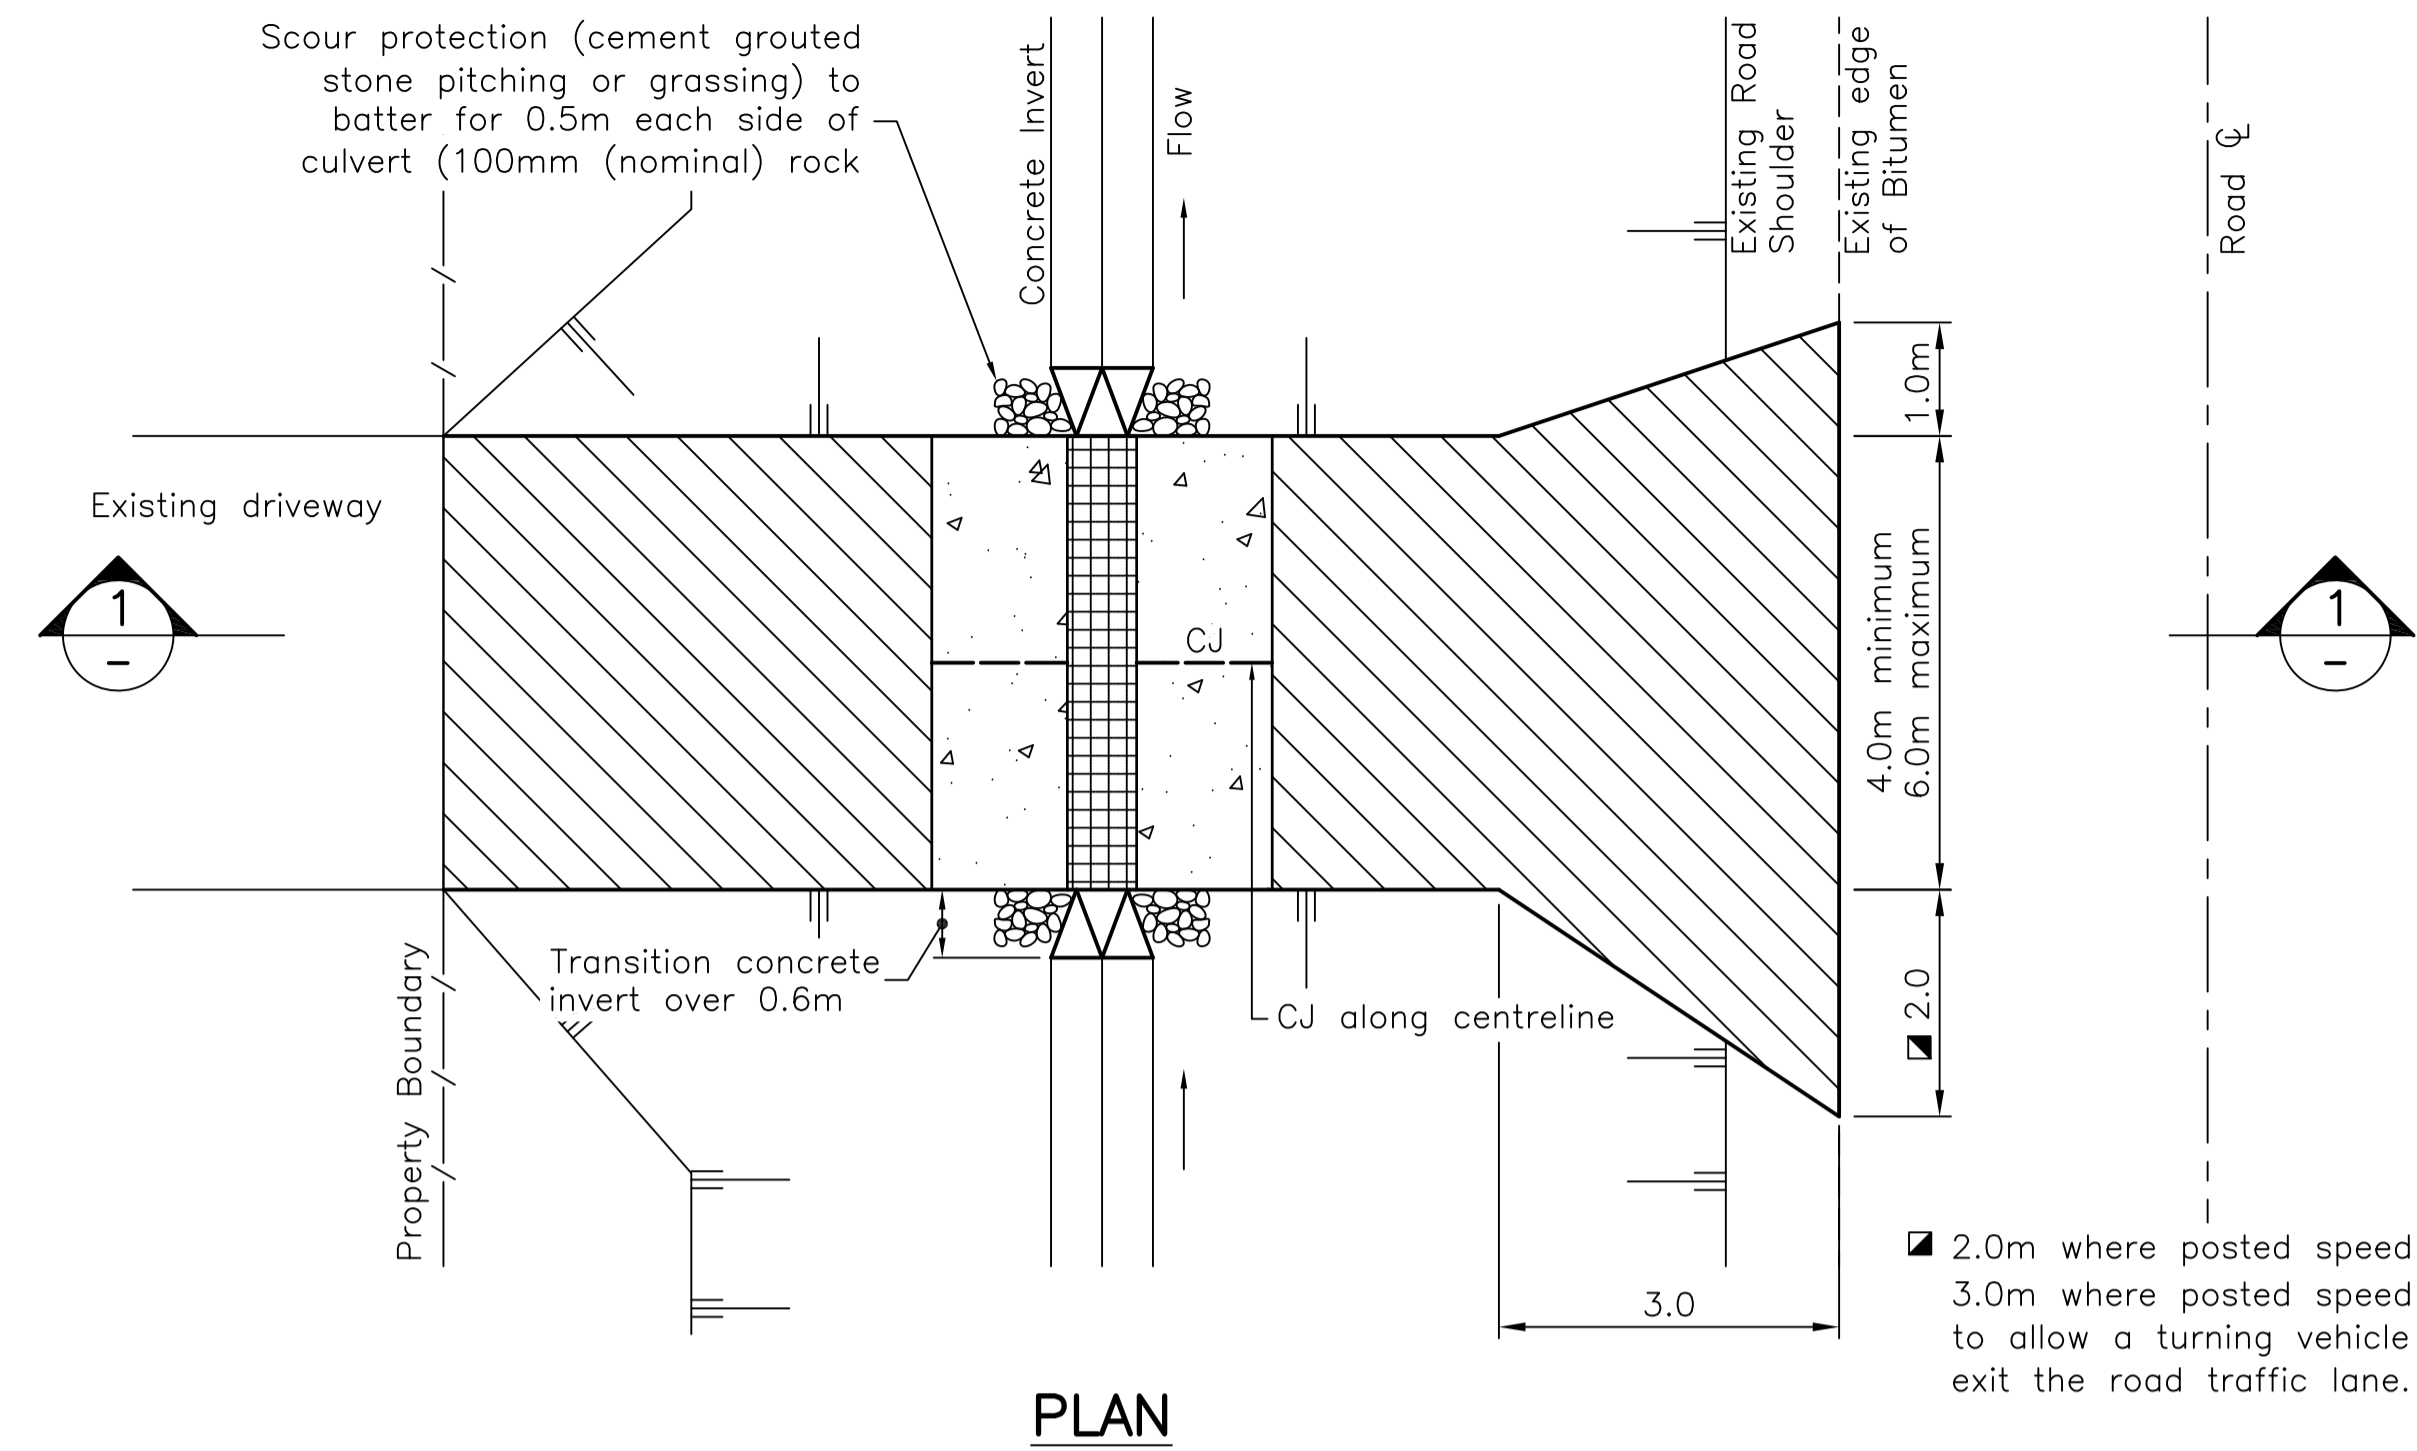 Scour protection (cement grouted
stone pitching or grassing) to
batter for 0.5m each side of
culvert (100mm (nominal) rock
Concrete Invert
Flow
Existing Road
Shoulder
Existing edge
of Bitumen
Road ℄
1.0m
Existing driveway
1
-
CJ
4.0m minimum
6.0m maximum
1
-
Property Boundary
Transition concrete
invert over 0.6m
CJ along centreline
2.0
3.0
2.0m where posted speed
3.0m where posted speed
to allow a turning vehicle
exit the road traffic lane.
PLAN